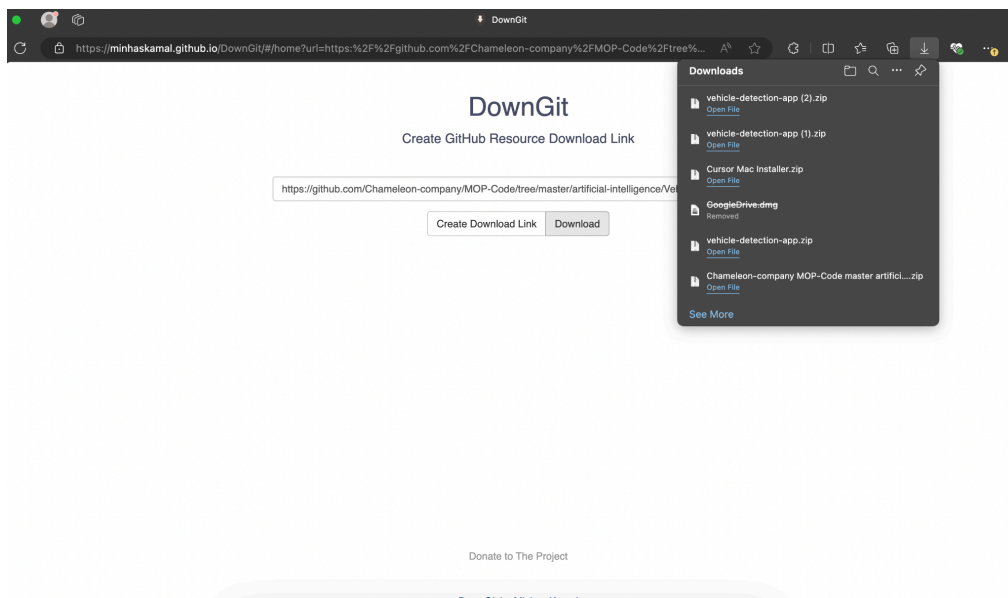 DownGit
https://minhaskamal.github.io/DownGit/#/home?url=https:%2F%2Fgithub.com%2FChameleon-company%2FMOP-Code%2Ftree%...
Downloads
vehicle-detection-app (2).zip
Open File
vehicle-detection-app (1).zip
Open File
Cursor Mac Installer.zip
Open File
GoogleDrive.dmg
Removed
vehicle-detection-app.zip
Open File
Chameleon-company MOP-Code master artifici....zip
Open File
See More
DownGit
Create GitHub Resource Download Link
https://github.com/Chameleon-company/MOP-Code/tree/master/artificial-intelligence/Vel
Create Download Link
Download
Donate to The Project